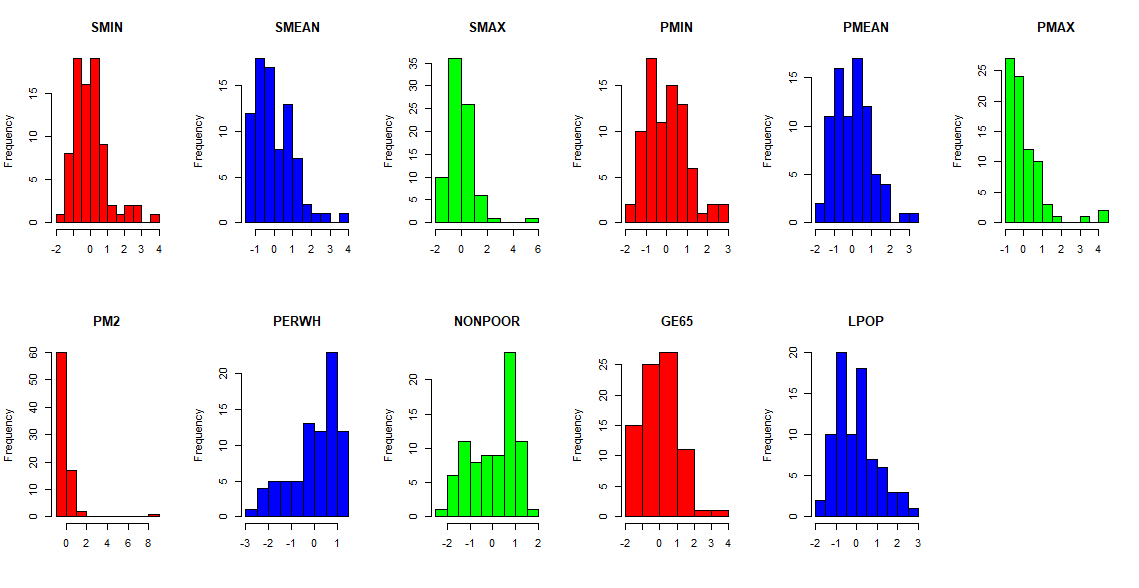 SMIN SMEAN SMAX PMIN PMEAN PMAX
Frequency Frequency Frequency Frequency Frequency Frequency
0 5 10 15
0 5 10 15
0 5 10 15 20 25 30 35
0 5 10 15
0 5 10 15
0 5 10 15 20 25
-2 0 1 2 3 4
-1 0 1 2 3 4
-2 0 2 4 6
-2 -1 0 1 2 3
-2 -1 0 1 2 3
-1 0 1 2 3 4
PM2 PERWH NONPOOR GE65 LPOP
Frequency Frequency Frequency Frequency Frequency
0 10 20 30 40 50 60
0 5 10 15 20
0 5 10 15 20
0 5 10 15 20 25
0 5 10 15 20
0 2 4 6 8
-3 -2 -1 0 1
-2 -1 0 1 2
-2 0 1 2 3 4
-2 -1 0 1 2 3